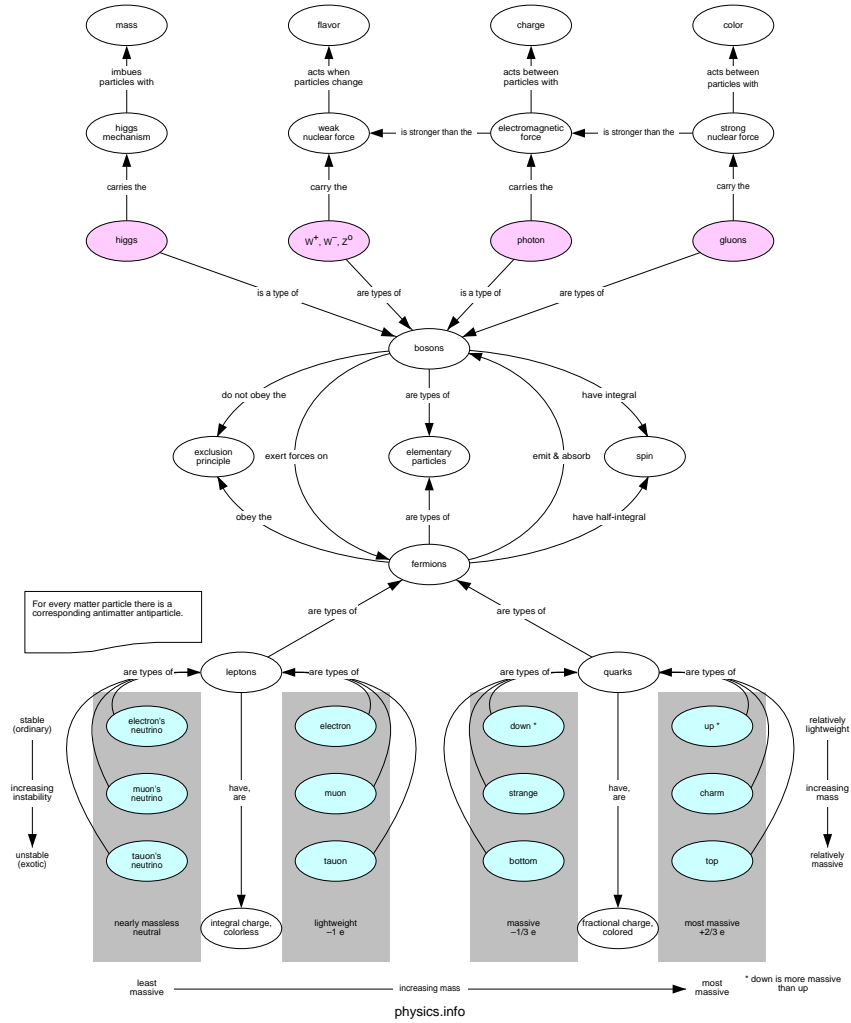 mass
flavor
charge
color
imbues
particles with
acts when
particles change
acts between
particles with
acts between
particles with
higgs
mechanism
weak
nuclear force
is stronger than the
electromagnetic
force
is stronger than the
strong
nuclear force
carries the
carry the
carries the
carry the
higgs
W⁺, W⁻, Z⁰
photon
gluons
is a type of
are types of
is a type of
are types of
bosons
do not obey the
are types of
have integral
exclusion
principle
exert forces on
elementary
particles
emit & absorb
spin
obey the
are types of
have half-integral
fermions
For every matter particle there is a
corresponding antimatter antiparticle.
are types of
are types of
are types of
leptons
are types of
are types of
quarks
are types of
stable
(ordinary)
electron's
neutrino
electron
down *
up *
relatively
lightweight
increasing
instability
muon's
neutrino
have,
are
muon
strange
have,
are
charm
increasing
mass
unstable
(exotic)
tauon's
neutrino
tauon
bottom
top
relatively
massive
nearly massless
neutral
integral charge,
colorless
lightweight
–1 e
massive
–1/3 e
fractional charge,
colored
most massive
+2/3 e
least
massive
increasing mass
most
massive
* down is more massive
than up
physics.info